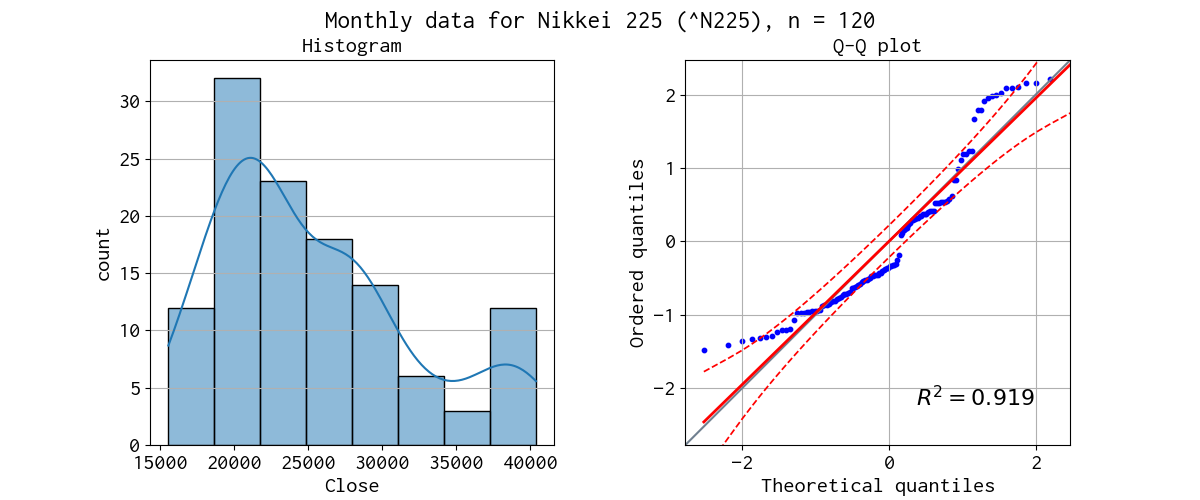 Monthly data for Nikkei 225 (^N225), n = 120
Histogram
count
30
25
20
15
10
5
0
15000 20000 25000 30000 35000 40000
Close
Q-Q plot
Ordered quantiles
2
1
0
−1
−2
R² = 0.919
−2 0 2
Theoretical quantiles